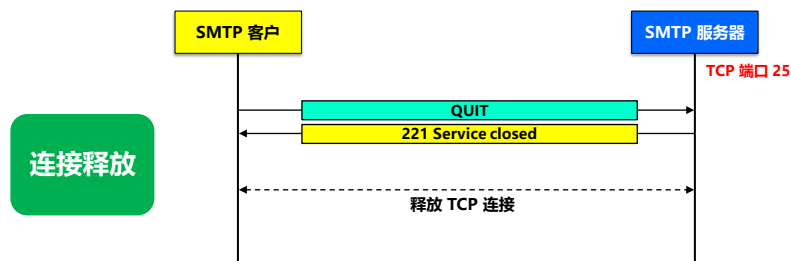 SMTP 客户
SMTP 服务器
TCP 端口 25
QUIT
221 Service closed
连接释放
释放 TCP 连接